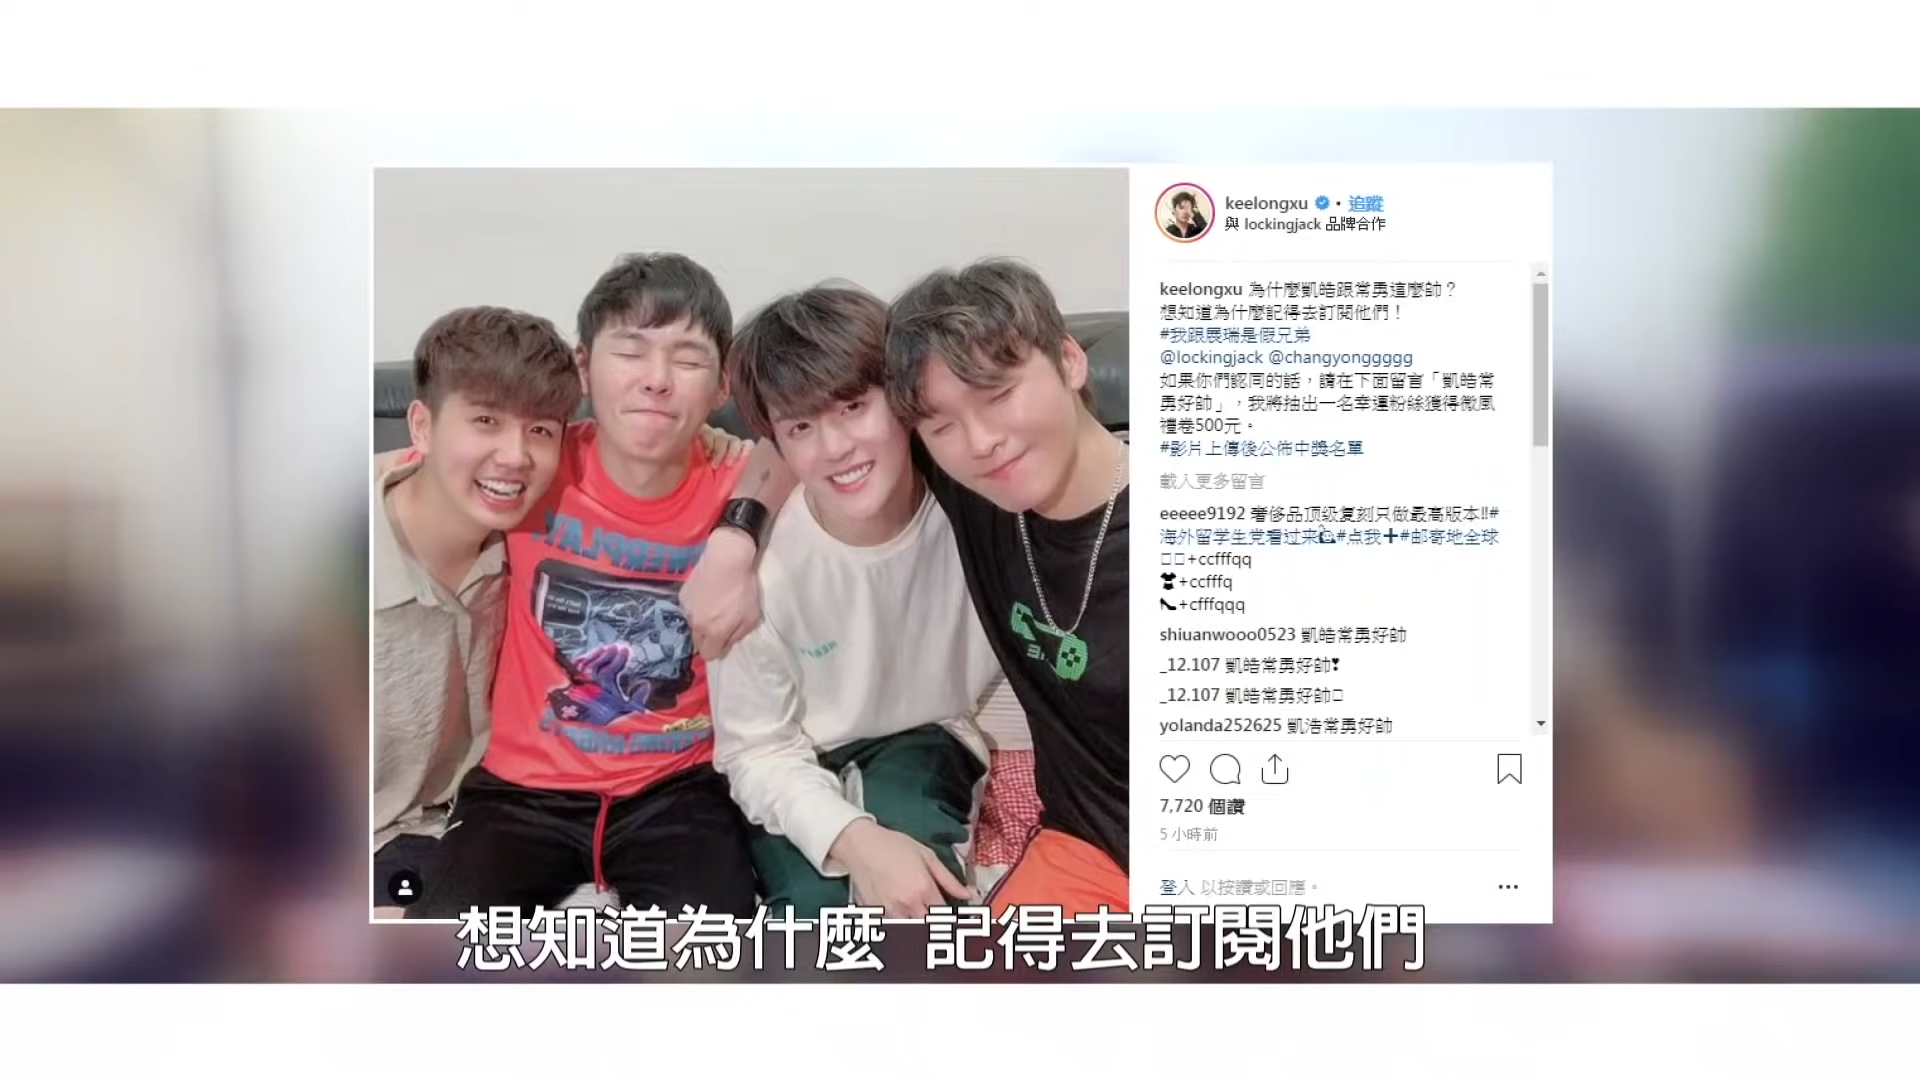 keelongxu • 追蹤
與 lockingjack 品牌合作
keelongxu 為什麼凱皓跟常勇這麼帥？
想知道為什麼記得去訂閱他們！
#我跟展瑞是假兄弟
@lockingjack @changyonggggg
如果你們認同的話，請在下面留言「凱皓常
勇好帥」，我將抽出一名幸運粉絲獲得微風
禮卷500元。
#影片上傳後公佈中獎名單
載入更多留言
eeeee9192 奢侈品顶级复刻只做最高版本‼#
海外留学生党看过来#点我➕#邮寄地全球
+ccfffqq
+ccfffq
+cfffqqq
shiuanwooo0523 凱皓常勇好帥
_12.107 凱皓常勇好帥❣
_12.107 凱皓常勇好帥
yolanda252625 凱浩常勇好帥
7,720 個讚
5 小時前
登入 以按讚或回應。
想知道為什麼 記得去訂閱他們